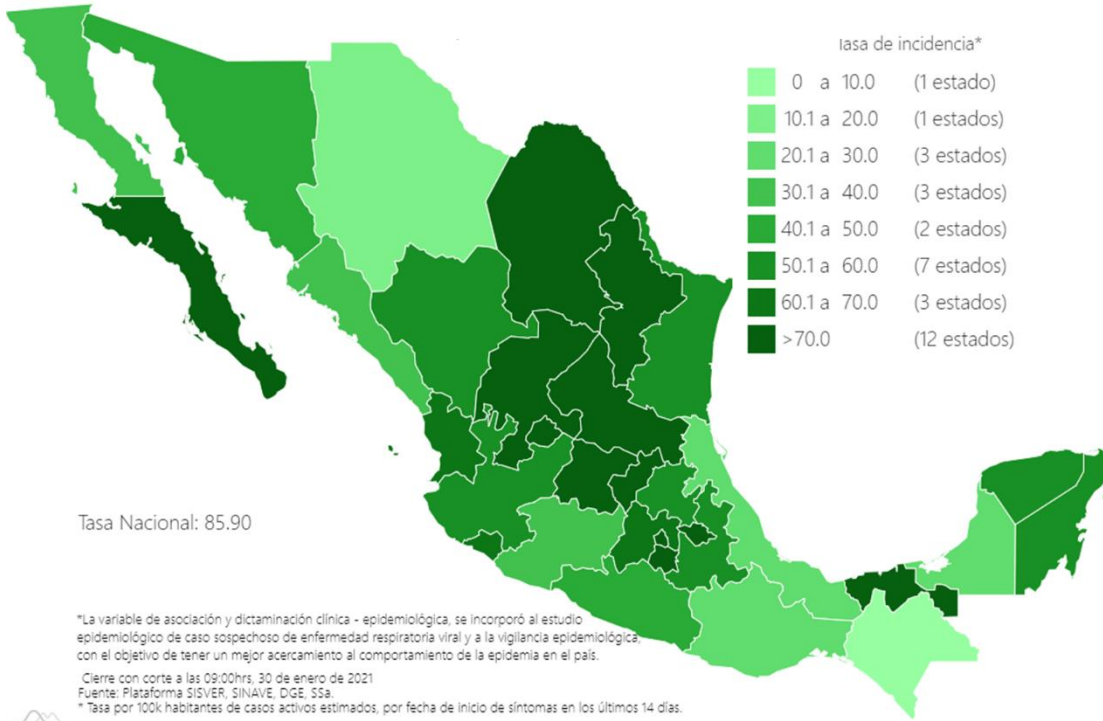 Tasa de incidencia*
0 a 10.0 (1 estado)
10.1 a 20.0 (1 estados)
20.1 a 30.0 (3 estados)
30.1 a 40.0 (3 estados)
40.1 a 50.0 (2 estados)
50.1 a 60.0 (7 estados)
60.1 a 70.0 (3 estados)
>70.0 (12 estados)
Tasa Nacional: 85.90
*La variable de asociación y dictaminación clínica - epidemiológica, se incorporó al estudio
epidemiológico de caso sospechoso de enfermedad respiratoria viral y a la vigilancia epidemiológica,
con el objetivo de tener un mejor acercamiento al comportamiento de la epidemia en el país.
Cierre con corte a las 09:00hrs, 30 de enero de 2021
Fuente: Plataforma SISVER, SINAVE, DGE, SSa.
* Tasa por 100k habitantes de casos activos estimados, por fecha de inicio de síntomas en los últimos 14 días.